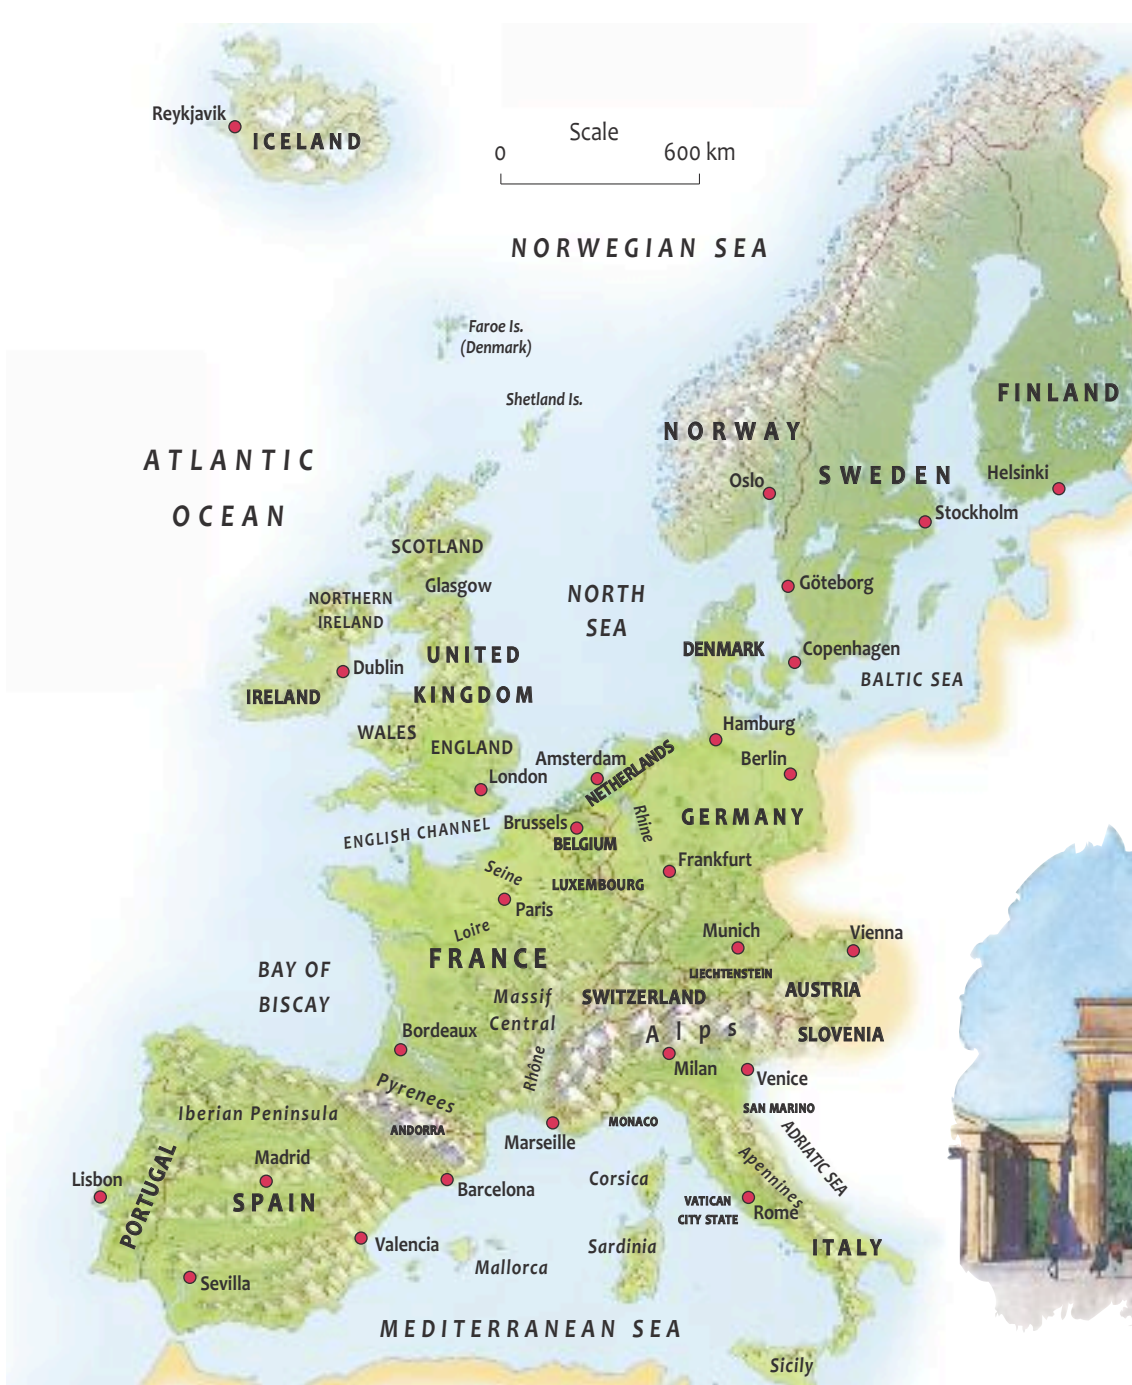 Reykjavik
ICELAND
Scale
0 600 km
NORWEGIAN SEA
Faroe Is.
(Denmark)
Shetland Is.
FINLAND
NORWAY
ATLANTIC
OCEAN
SWEDEN
Helsinki
Oslo
Stockholm
SCOTLAND
Glasgow
Göteborg
NORTHERN
IRELAND
NORTH
SEA
UNITED
KINGDOM
DENMARK
Copenhagen
Dublin
BALTIC SEA
IRELAND
WALES
ENGLAND
Hamburg
Amsterdam
NETHERLANDS
Berlin
London
ENGLISH CHANNEL
Brussels
BELGIUM
Rhine
GERMANY
Frankfurt
Seine
LUXEMBOURG
Paris
Loire
Munich
Vienna
FRANCE
BAY OF
BISCAY
LIECHTENSTEIN
Massif
Central
SWITZERLAND
AUSTRIA
Alps
SLOVENIA
Bordeaux
Rhône
Milan
Venice
Pyrenees
Iberian Peninsula
ANDORRA
Marseille
MONACO
SAN MARINO
ADRIATIC SEA
PORTUGAL
Madrid
Lisbon
SPAIN
Barcelona
Corsica
Apennines
VATICAN
CITY STATE
Rome
Valencia
Sardinia
ITALY
Mallorca
Sevilla
MEDITERRANEAN SEA
Sicily